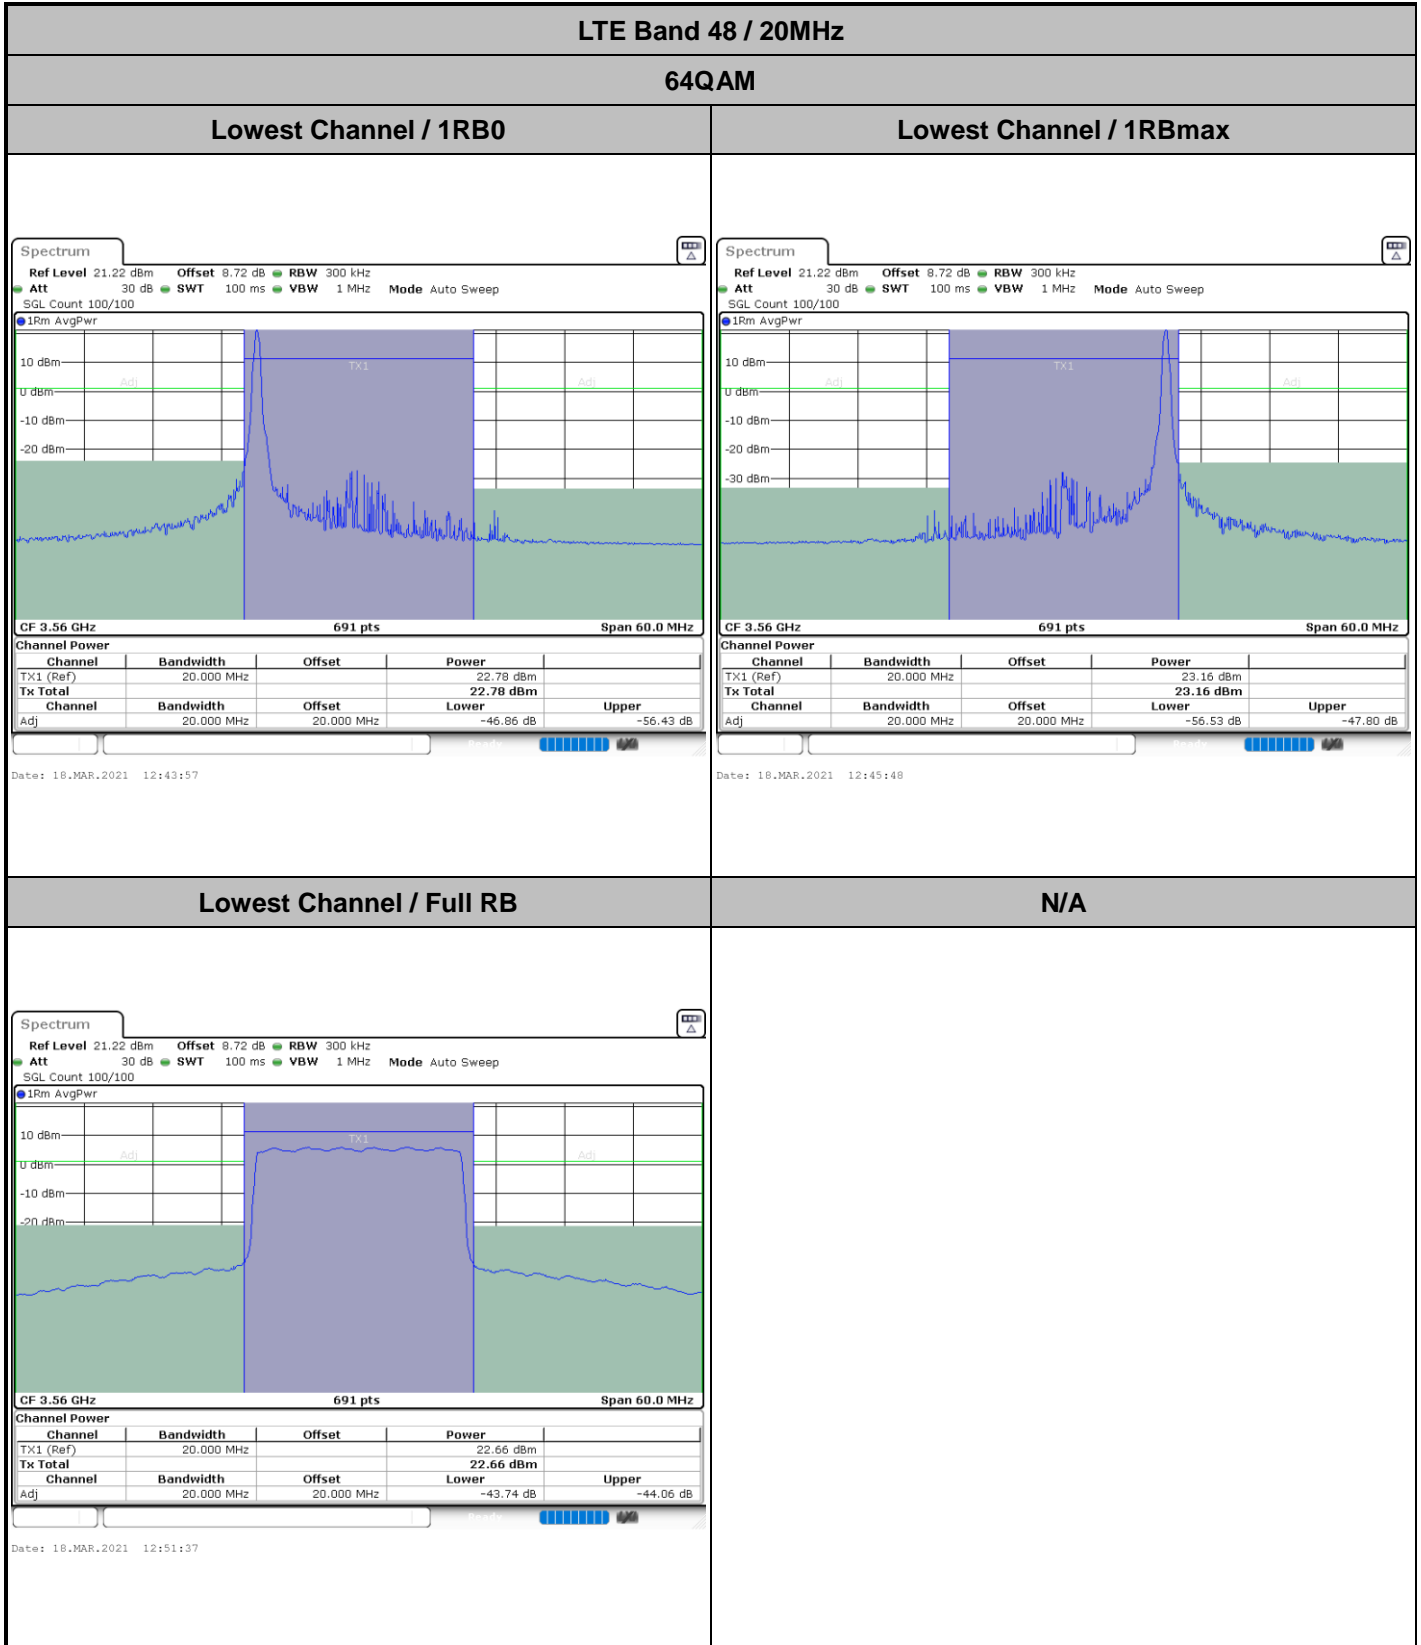 LTE Band 48 / 20MHz
64QAM
Lowest Channel / 1RB0
Lowest Channel / 1RBmax
Spectrum
Ref Level 21.22 dBm Offset 8.72 dB RBW 300 kHz
Att 30 dB SWT 100 ms VBW 1 MHz Mode Auto Sweep
SGL Count 100/100
1Rm AvgPwr
10 dBm
TX1
Adj
Adj
0 dBm
-10 dBm
-20 dBm
CF 3.56 GHz 691 pts Span 60.0 MHz
Channel Power
Channel Bandwidth Offset Power
TX1 (Ref) 20.000 MHz 22.78 dBm
Tx Total 22.78 dBm
Channel Bandwidth Offset Lower Upper
Adj 20.000 MHz 20.000 MHz -46.86 dB -56.43 dB
Ready
Date: 18.MAR.2021 12:43:57
Spectrum
Ref Level 21.22 dBm Offset 8.72 dB RBW 300 kHz
Att 30 dB SWT 100 ms VBW 1 MHz Mode Auto Sweep
SGL Count 100/100
1Rm AvgPwr
10 dBm
TX1
Adj
Adj
0 dBm
-10 dBm
-20 dBm
-30 dBm
CF 3.56 GHz 691 pts Span 60.0 MHz
Channel Power
Channel Bandwidth Offset Power
TX1 (Ref) 20.000 MHz 23.16 dBm
Tx Total 23.16 dBm
Channel Bandwidth Offset Lower Upper
Adj 20.000 MHz 20.000 MHz -56.53 dB -47.80 dB
Ready
Date: 18.MAR.2021 12:45:48
Lowest Channel / Full RB
N/A
Spectrum
Ref Level 21.22 dBm Offset 8.72 dB RBW 300 kHz
Att 30 dB SWT 100 ms VBW 1 MHz Mode Auto Sweep
SGL Count 100/100
1Rm AvgPwr
10 dBm
TX1
Adj
Adj
0 dBm
-10 dBm
-20 dBm
CF 3.56 GHz 691 pts Span 60.0 MHz
Channel Power
Channel Bandwidth Offset Power
TX1 (Ref) 20.000 MHz 22.66 dBm
Tx Total 22.66 dBm
Channel Bandwidth Offset Lower Upper
Adj 20.000 MHz 20.000 MHz -43.74 dB -44.06 dB
Ready
Date: 18.MAR.2021 12:51:37